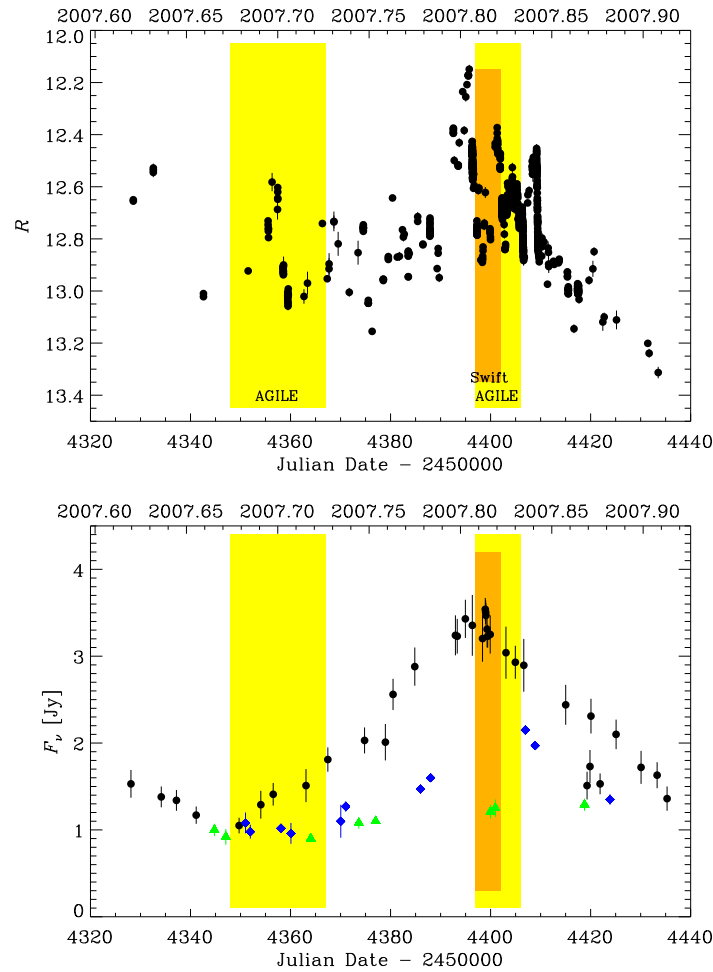 2007.60 2007.65 2007.70 2007.75 2007.80 2007.85 2007.90
12.0
12.2
12.4
12.6
R
12.8
13.0
13.2
13.4
Swift
AGILE AGILE
4320 4340 4360 4380 4400 4420 4440
Julian Date − 2450000
2007.60 2007.65 2007.70 2007.75 2007.80 2007.85 2007.90
4
3
Fν [Jy]
2
1
0
4320 4340 4360 4380 4400 4420 4440
Julian Date − 2450000